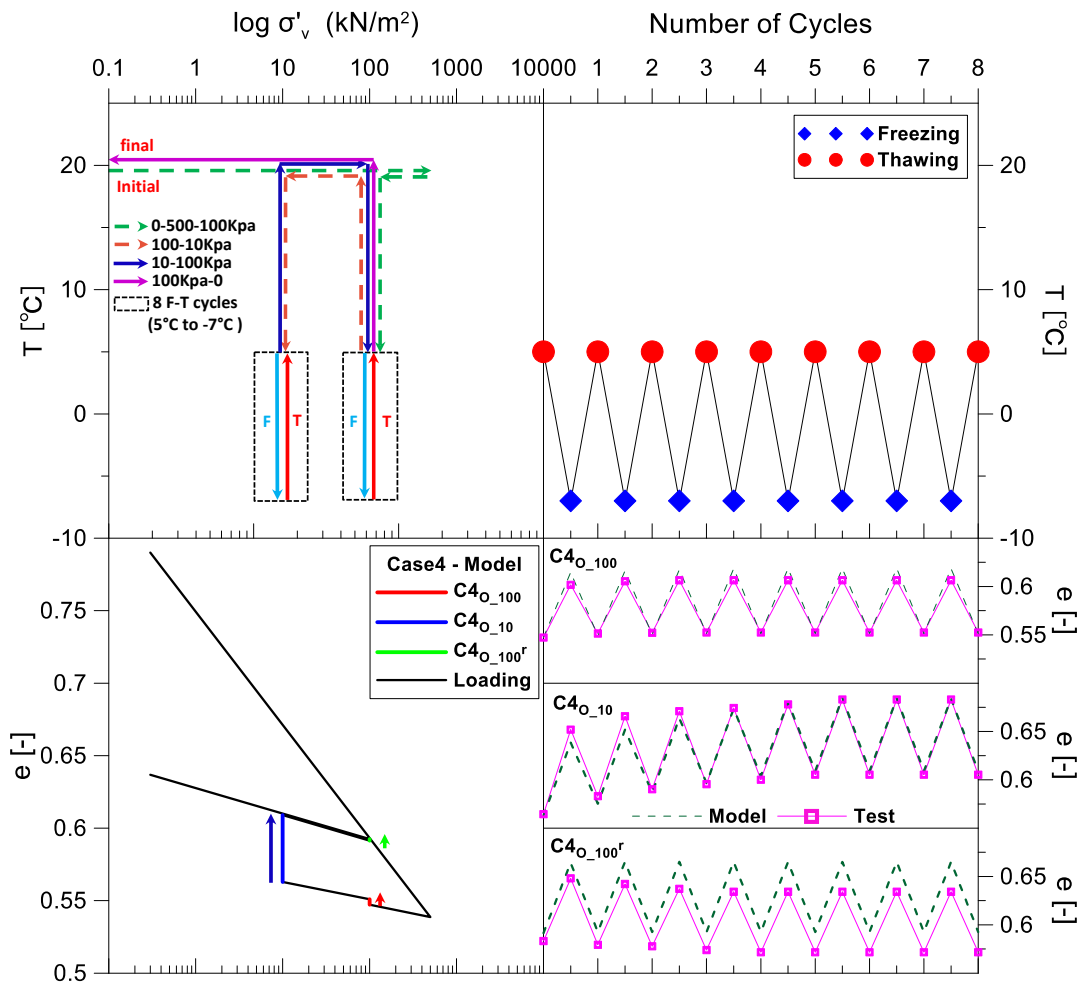 log σ'v (kN/m²)
Number of Cycles
0.1 1 10 100 1000 10000 1 2 3 4 5 6 7 8
final
Initial
0-500-100Kpa
100-10Kpa
10-100Kpa
100Kpa-0
8 F-T cycles
(5°C to -7°C )
F T
F T
T [°C]
20
10
0
-10
Freezing
Thawing
20
10
0
-10
T [°C]
Case4 - Model
C4O_100
C4O_10
C4O_100r
Loading
e [-]
0.75
0.7
0.65
0.6
0.55
0.5
C4O_100
0.6
0.55
e [-]
C4O_10
0.65
0.6
e [-]
Model Test
C4O_100r
0.65
0.6
e [-]